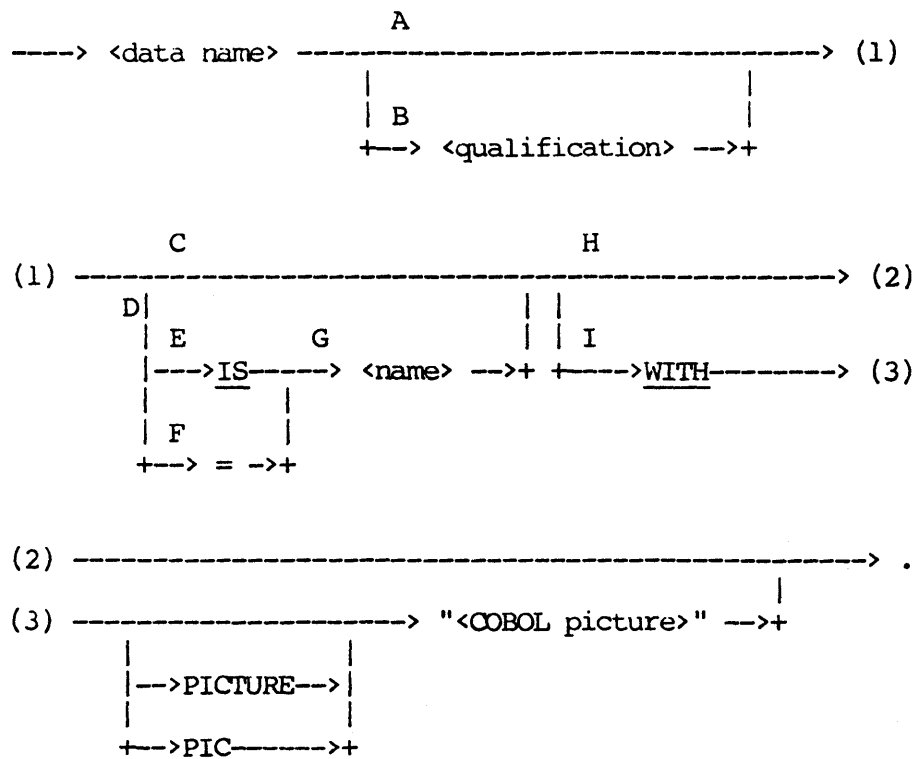 A
----> <data name> ----------------------------------> (1)
| |
| B |
+--> <qualification> -->+
C H
(1) -------------------------------------------------> (2)
D| | |
| E G | | I
|--->IS-----> <name> -->+ +----->WITH--------> (3)
| |
| F |
+--> = ->+
(2) ---------------------------------------------------> .
|
(3) ----------------------> "<COBOL picture>" -->+
| |
|-->PICTURE-->|
| |
+-->PIC------>+